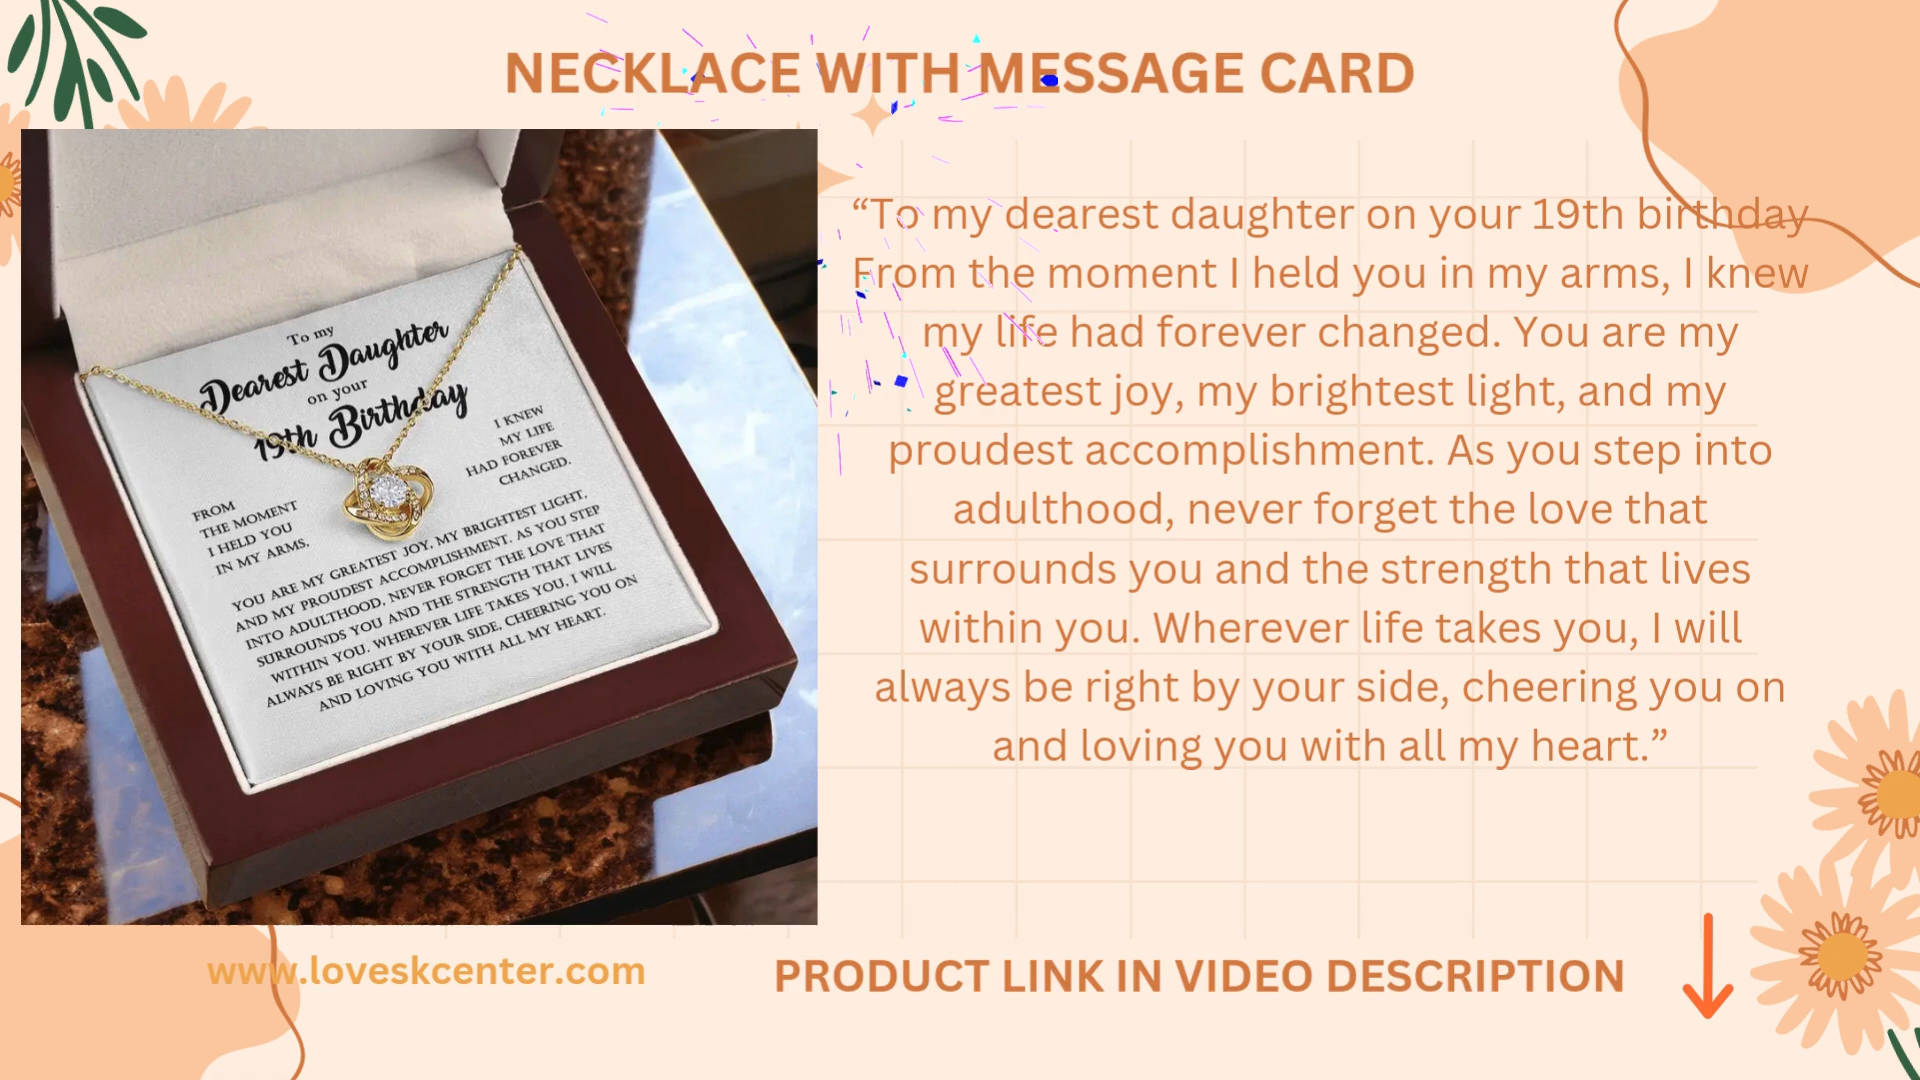 NECKLACE WITH MESSAGE CARD
To my
Dearest Daughter
on your
19th Birthday
FROM
THE MOMENT
I HELD YOU
IN MY ARMS,
I KNEW
MY LIFE
HAD FOREVER
CHANGED.
YOU ARE MY GREATEST JOY, MY BRIGHTEST LIGHT,
AND MY PROUDEST ACCOMPLISHMENT. AS YOU STEP
INTO ADULTHOOD, NEVER FORGET THE LOVE THAT
SURROUNDS YOU AND THE STRENGTH THAT LIVES
WITHIN YOU. WHEREVER LIFE TAKES YOU, I WILL
ALWAYS BE RIGHT BY YOUR SIDE, CHEERING YOU ON
AND LOVING YOU WITH ALL MY HEART.
“To my dearest daughter on your 19th birthday
From the moment I held you in my arms, I knew
my life had forever changed. You are my
greatest joy, my brightest light, and my
proudest accomplishment. As you step into
adulthood, never forget the love that
surrounds you and the strength that lives
within you. Wherever life takes you, I will
always be right by your side, cheering you on
and loving you with all my heart.”
www.loveskcenter.com
PRODUCT LINK IN VIDEO DESCRIPTION